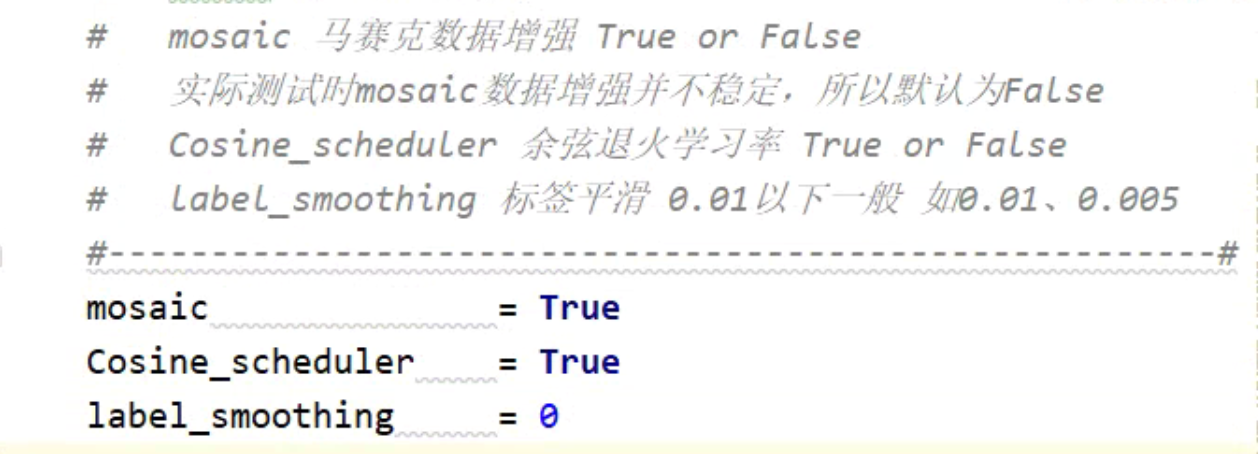 #   mosaic 马赛克数据增强 True or False
#   实际测试时mosaic数据增强并不稳定，所以默认为False
#   Cosine_scheduler 余弦退火学习率 True or False
#   label_smoothing 标签平滑 0.01以下一般 如0.01、0.005
#------------------------------------------------------#
mosaic              = True
Cosine_scheduler    = True
label_smoothing     = 0